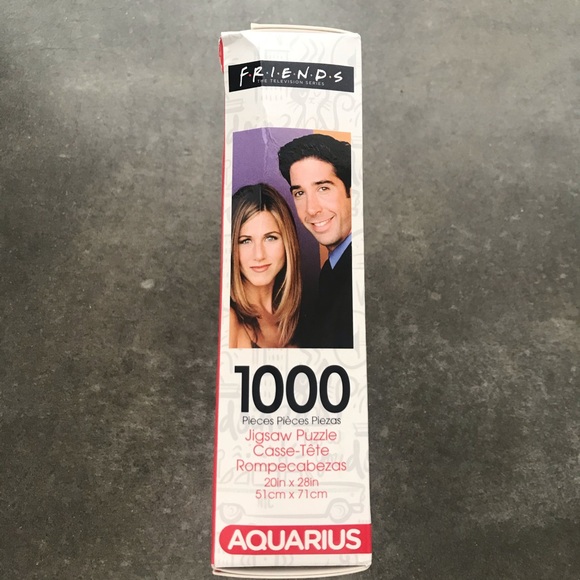 F·R·I·E·N·D·S
THE TELEVISION SERIES
1000
Pieces Pièces Piezas
Jigsaw Puzzle
Casse-Tête
Rompecabezas
20in x 28in
51cm x 71cm
AQUARIUS